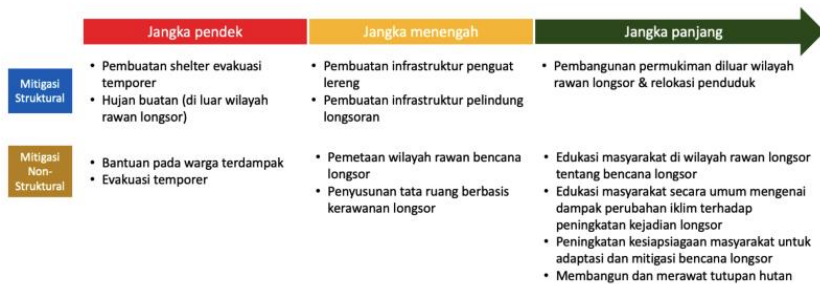 Jangka pendek
Jangka menengah
Jangka panjang
Mitigasi
Struktural
• Pembuatan shelter evakuasi
temporer
• Hujan buatan (di luar wilayah
rawan longsor)
• Pembuatan infrastruktur penguat
lereng
• Pembuatan infrastruktur pelindung
longsoran
• Pembangunan permukiman diluar wilayah
rawan longsor & relokasi penduduk
Mitigasi
Non-
Struktural
• Bantuan pada warga terdampak
• Evakuasi temporer
• Pemetaan wilayah rawan bencana
longsor
• Penyusunan tata ruang berbasis
kerawanan longsor
• Edukasi masyarakat di wilayah rawan longsor
tentang bencana longsor
• Edukasi masyarakat secara umum mengenai
dampak perubahan iklim terhadap
peningkatan kejadian longsor
• Peningkatan kesiapsiagaan masyarakat untuk
adaptasi dan mitigasi bencana longsor
• Membangun dan merawat tutupan hutan